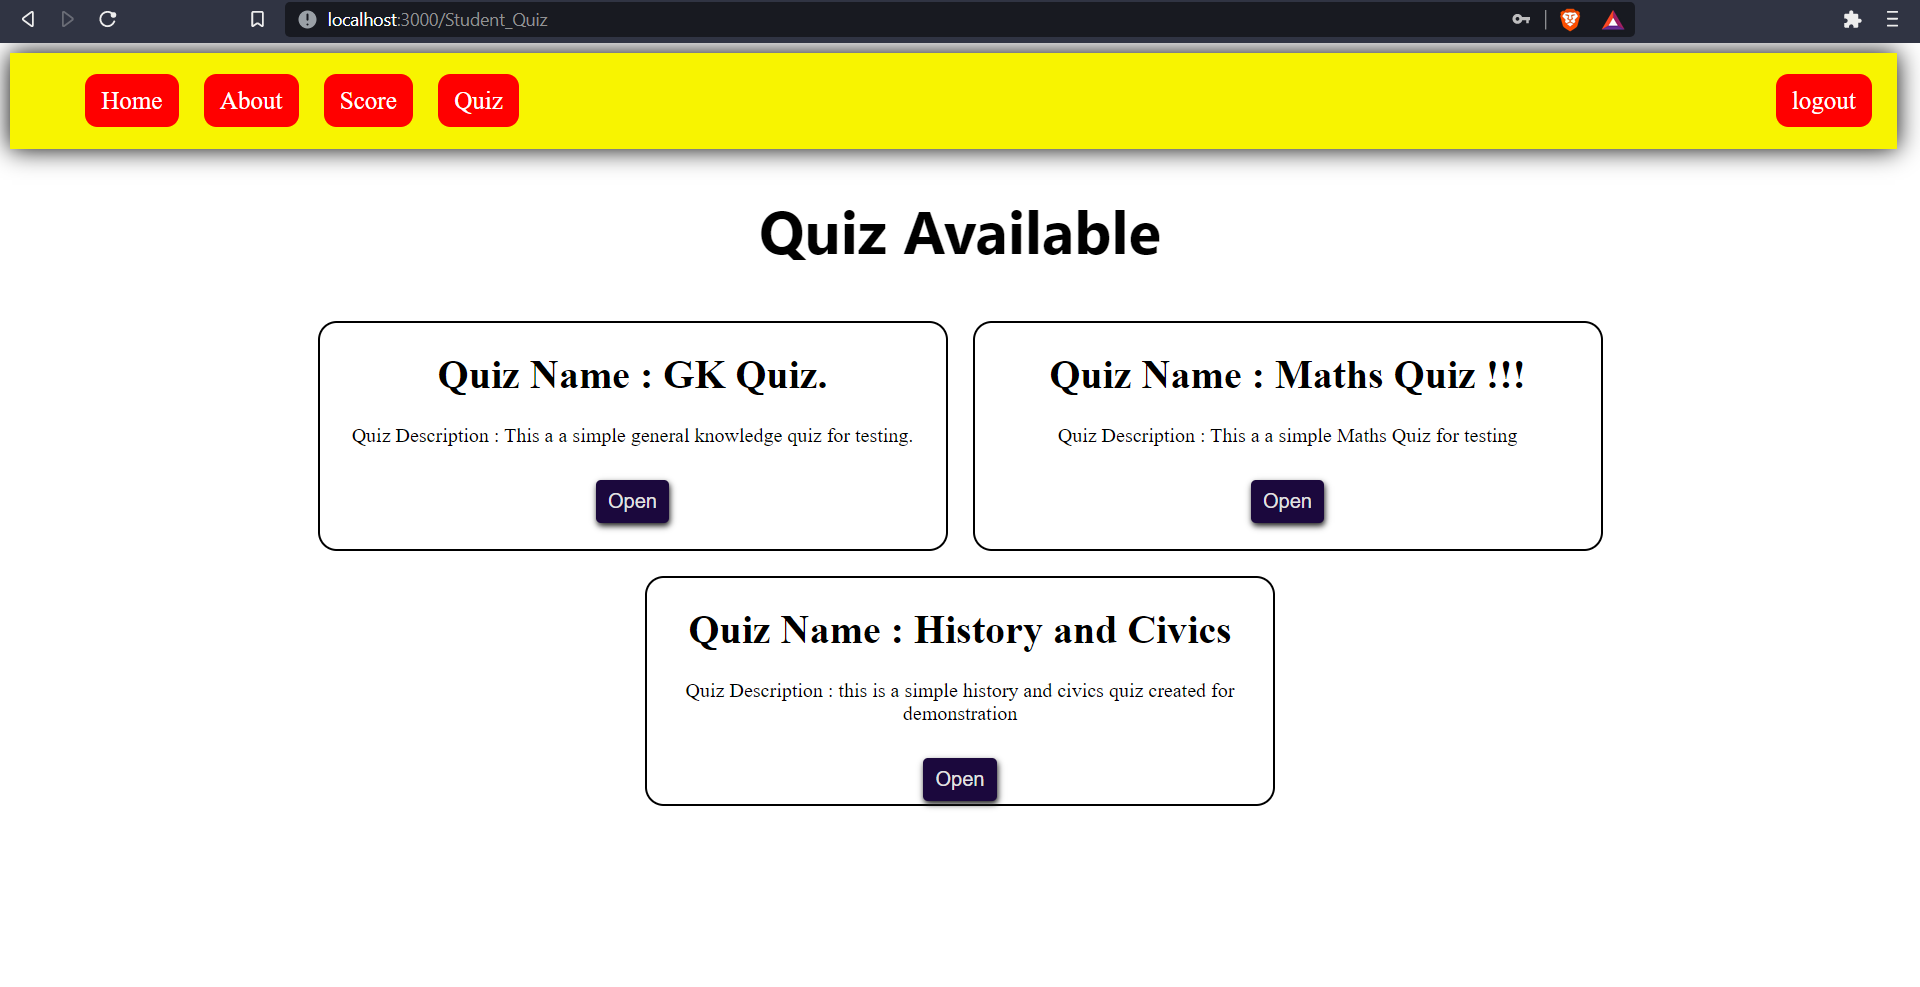 localhost:3000/Student_Quiz
Home About Score Quiz logout
Quiz Available
Quiz Name : GK Quiz.
Quiz Description : This a a simple general knowledge quiz for testing.
Open
Quiz Name : Maths Quiz !!!
Quiz Description : This a a simple Maths Quiz for testing
Open
Quiz Name : History and Civics
Quiz Description : this is a simple history and civics quiz created for
demonstration
Open